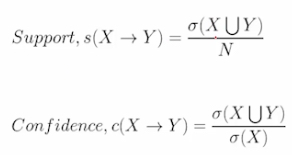 Support, s(X → Y) = σ(X ⋃ Y) / N
Confidence, c(X → Y) = σ(X ⋃ Y) / σ(X)